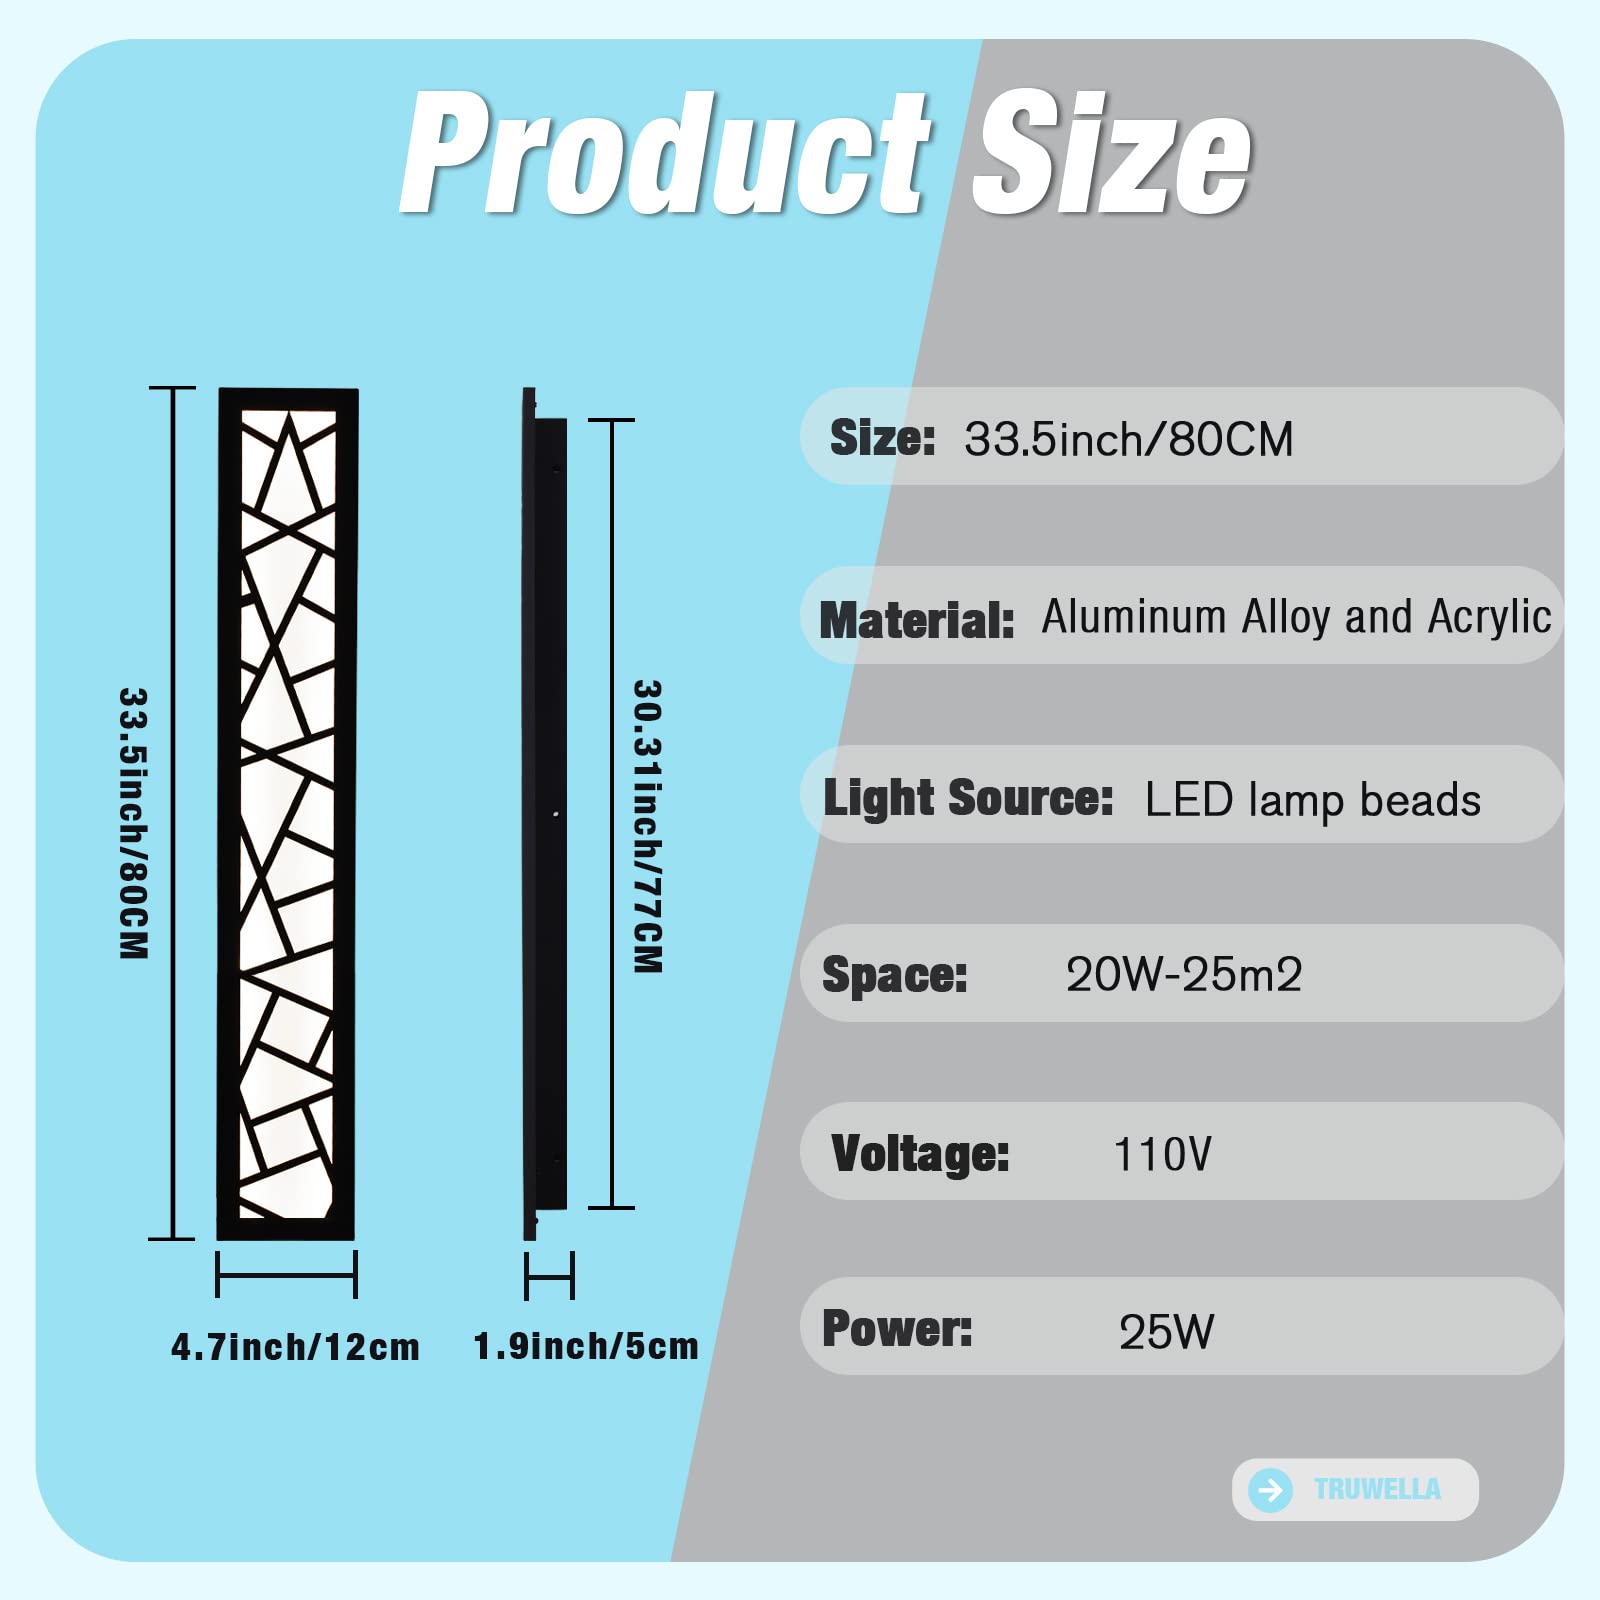 Product Size
33.5inch/80CM
30.31inch/77CM
4.7inch/12cm
1.9inch/5cm
Size: 33.5inch/80CM
Material: Aluminum Alloy and Acrylic
Light Source: LED lamp beads
Space: 20W-25m2
Voltage: 110V
Power: 25W
TRUWELLA